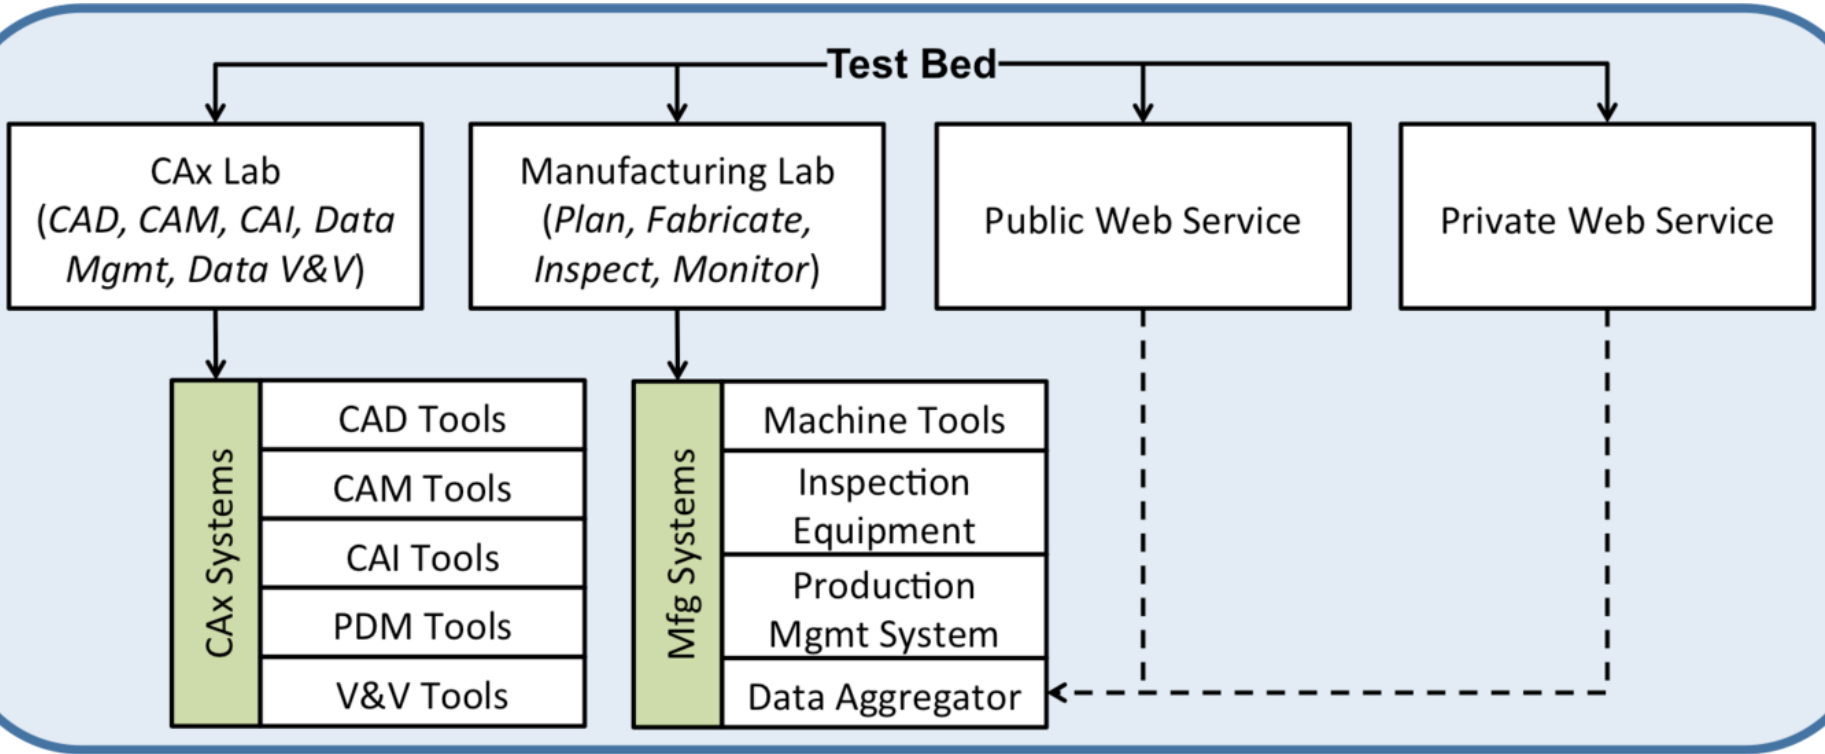 Test Bed
CAx Lab
(CAD, CAM, CAI, Data
Mgmt, Data V&V)
Manufacturing Lab
(Plan, Fabricate,
Inspect, Monitor)
Public Web Service
Private Web Service
CAx Systems
CAD Tools
CAM Tools
CAI Tools
PDM Tools
V&V Tools
Mfg Systems
Machine Tools
Inspection
Equipment
Production
Mgmt System
Data Aggregator